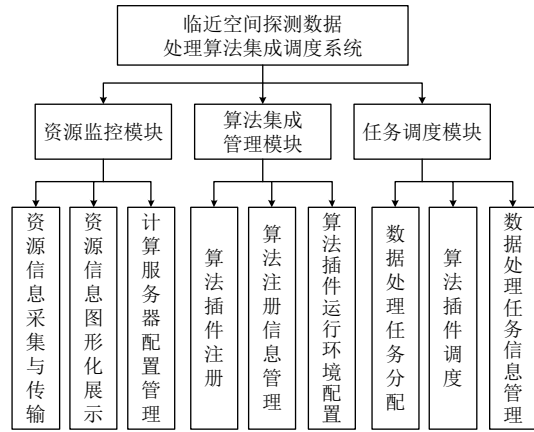 临近空间探测数据
处理算法集成调度系统
资源监控模块
算法集成
管理模块
任务调度模块
资源信息采集与传输
资源信息图形化展示
计算服务器配置管理
算法插件注册
算法注册信息管理
算法插件运行环境配置
数据处理任务分配
算法插件调度
数据处理任务信息管理